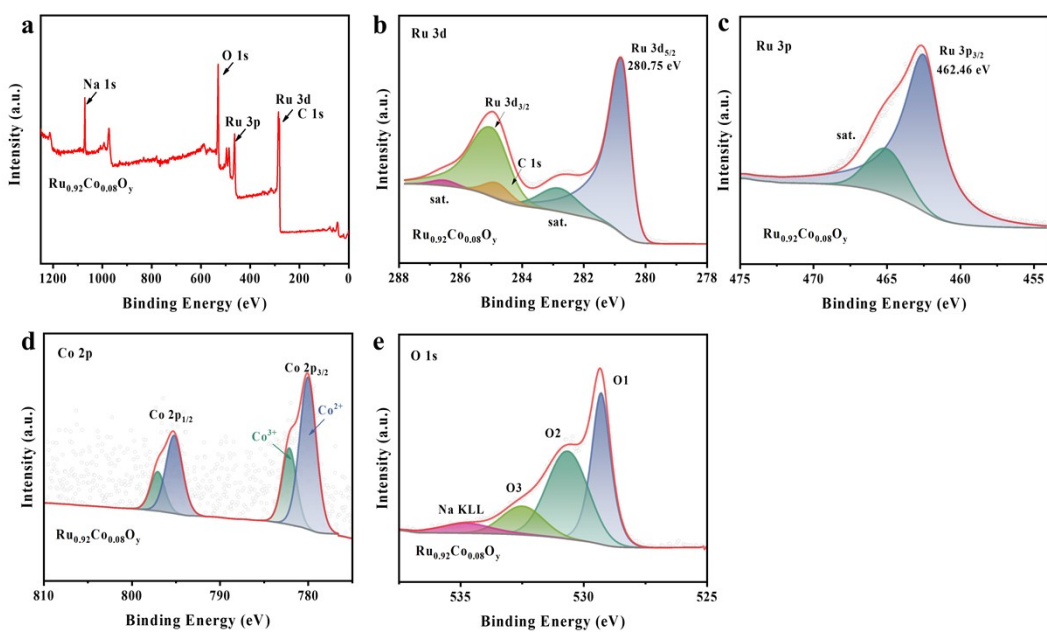 a
O 1s
Na 1s
Ru 3d
C 1s
Ru 3p
Ru₀.₉₂Co₀.₀₈Oᵧ
Intensity (a.u.)
1200 1000 800 600 400 200 0
Binding Energy (eV)
b
Ru 3d
Ru 3d₅/₂
280.75 eV
Ru 3d₃/₂
C 1s
sat.
sat.
Ru₀.₉₂Co₀.₀₈Oᵧ
Intensity (a.u.)
288 286 284 282 280 278
Binding Energy (eV)
c
Ru 3p
Ru 3p₃/₂
462.46 eV
sat.
Ru₀.₉₂Co₀.₀₈Oᵧ
Intensity (a.u.)
475 470 465 460 455
Binding Energy (eV)
d
Co 2p
Co 2p₃/₂
Co 2p₁/₂
Co²⁺
Co³⁺
Ru₀.₉₂Co₀.₀₈Oᵧ
Intensity (a.u.)
810 800 790 780
Binding Energy (eV)
e
O 1s
O1
O2
O3
Na KLL
Ru₀.₉₂Co₀.₀₈Oᵧ
Intensity (a.u.)
535 530 525
Binding Energy (eV)